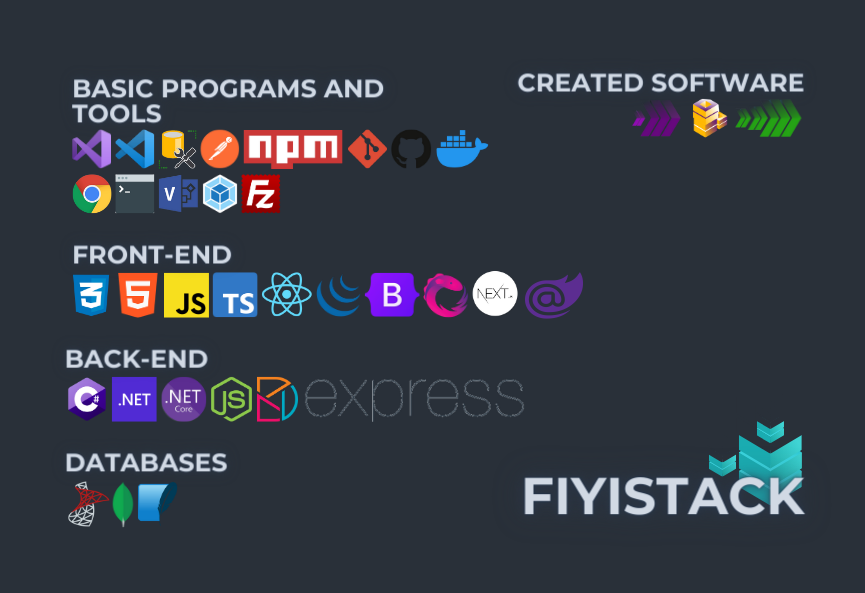 BASIC PROGRAMS AND
TOOLS
CREATED SOFTWARE
npm
>_
V
Fz
FRONT-END
3
5
JS
TS
B
NEXT.JS
@
BACK-END
C#
.NET
.NET
Core
JS
express
DATABASES
FIYISTACK